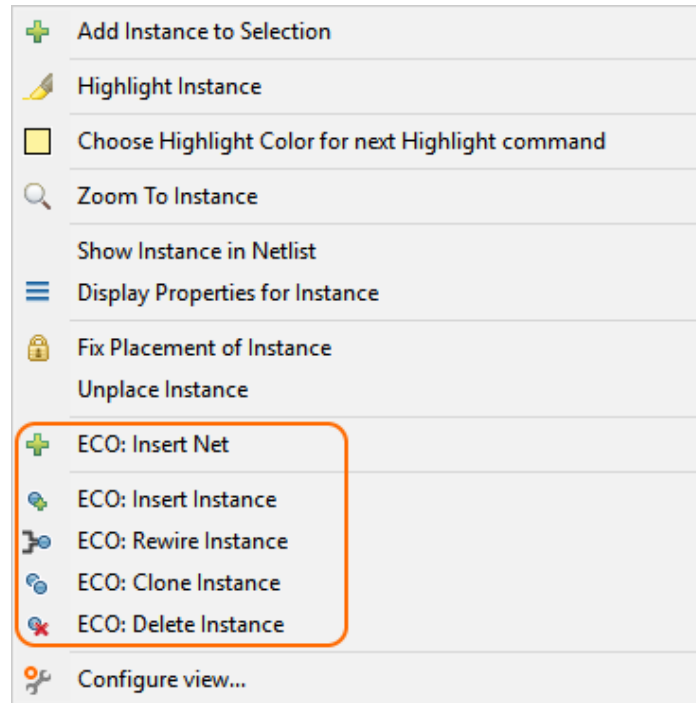 Add Instance to Selection
Highlight Instance
Choose Highlight Color for next Highlight command
Zoom To Instance
Show Instance in Netlist
Display Properties for Instance
Fix Placement of Instance
Unplace Instance
ECO: Insert Net
ECO: Insert Instance
ECO: Rewire Instance
ECO: Clone Instance
ECO: Delete Instance
Configure view...